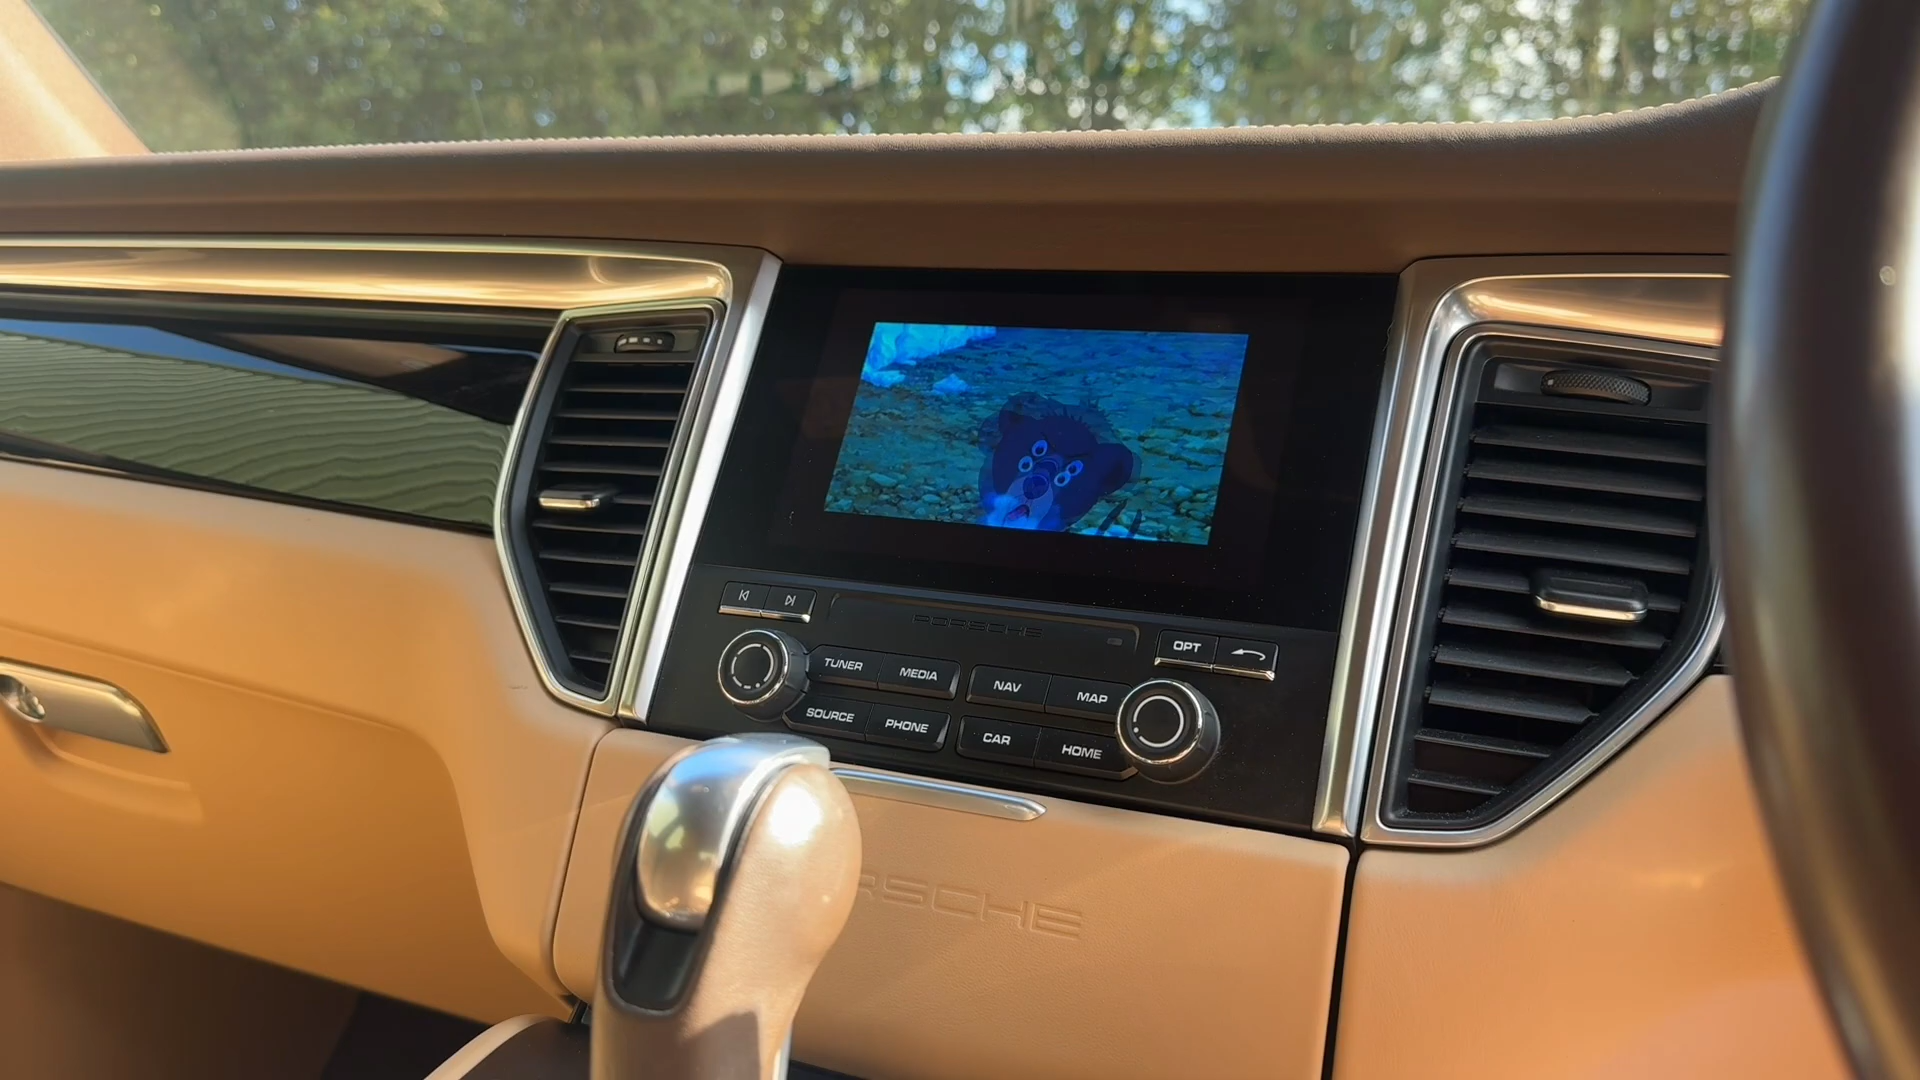 PORSCHE
OPT
TUNER MEDIA NAV MAP
SOURCE PHONE CAR HOME
RSCHE